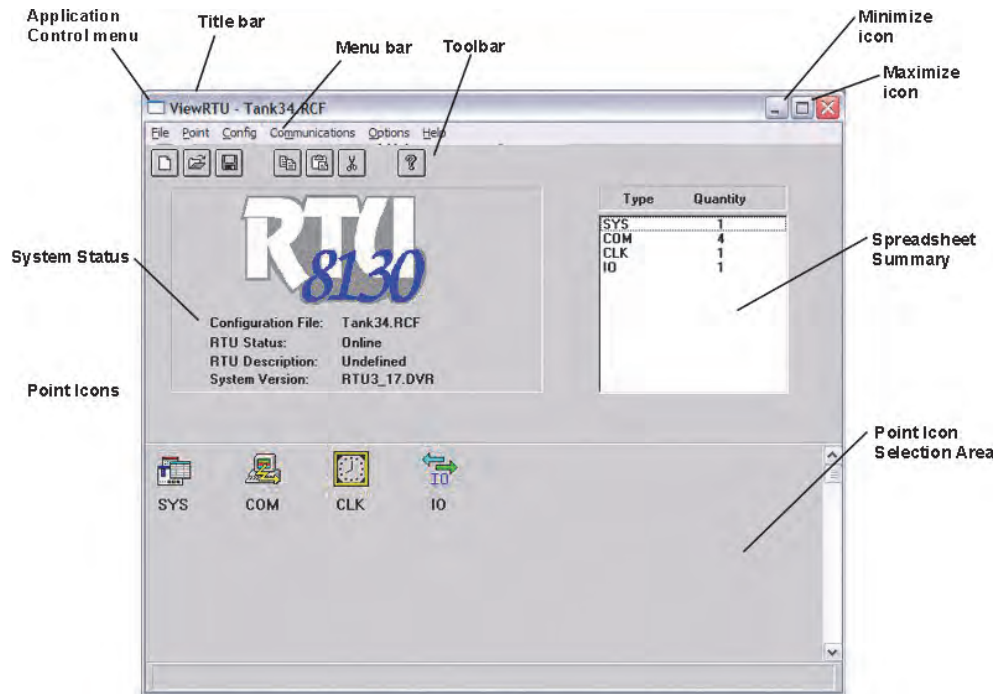 Application
Control menu
Title bar
Menu bar
Toolbar
Minimize
icon
Maximize
icon
ViewRTU - Tank34.RCF
File Point Config Communications Options Help
Type Quantity
SYS 1
COM 4
CLK 1
IO 1
RTU
8130
System Status
Spreadsheet
Summary
Configuration File: Tank34.RCF
RTU Status: Online
RTU Description: Undefined
System Version: RTU3_17.DVR
Point Icons
Point Icon
Selection Area
IO
SYS COM CLK IO